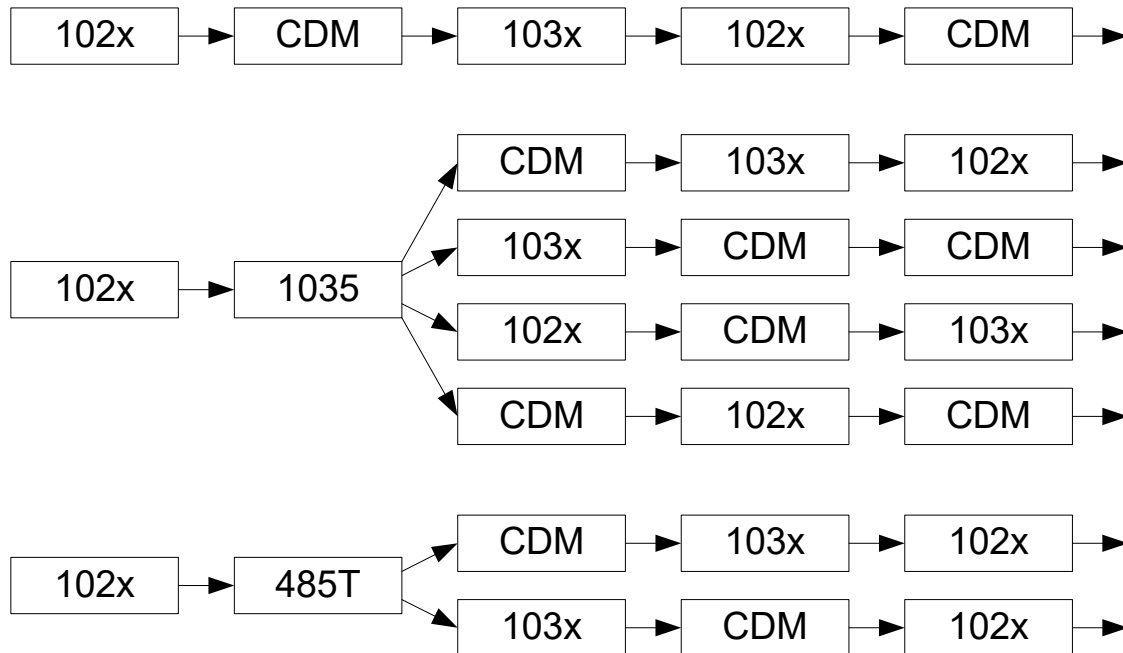 102x CDM 103x 102x CDM
CDM 103x 102x
103x CDM CDM
102x 1035
102x CDM 103x
CDM 102x CDM
CDM 103x 102x
102x 485T
103x CDM 102x